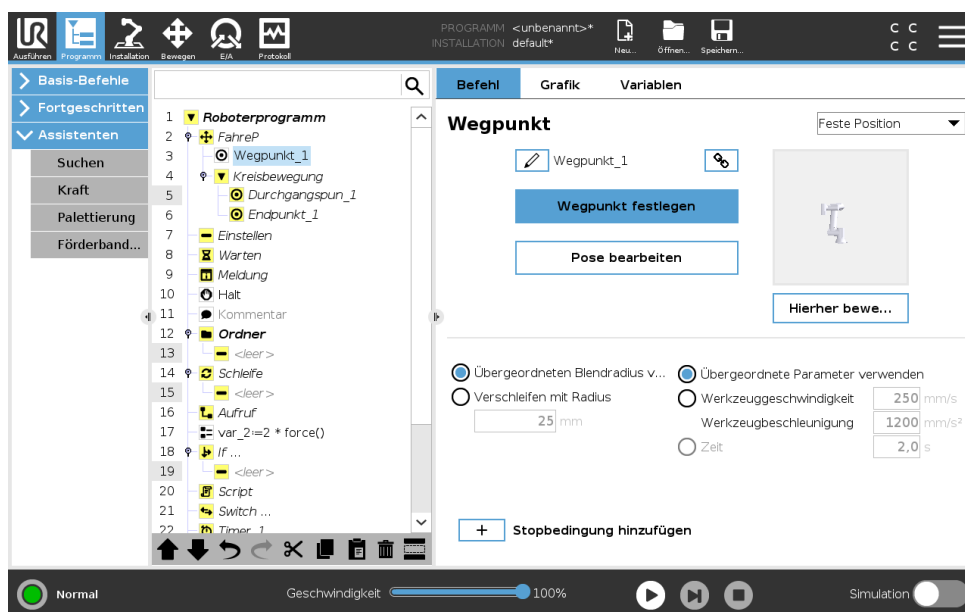 PROGRAMM <unbenannt>*
INSTALLATION default*
UR
Ausführen Programm Installation Bewegen E/A Protokoll
Neu... Öffnen... Speichern...
C C
C C
Basis-Befehle
Fortgeschritten
Assistenten
Suchen
Kraft
Palettierung
Förderband...
1 Roboterprogramm
2 FahreP
3 Wegpunkt_1
4 Kreisbewegung
5 Durchgangspun_1
6 Endpunkt_1
7 Einstellen
8 Warten
9 Meldung
10 Halt
11 Kommentar
12 Ordner
13 <leer>
14 Schleife
15 <leer>
16 Aufruf
17 var_2:=2 * force()
18 If ...
19 <leer>
20 Script
21 Switch ...
22 Timer_1
Befehl Grafik Variablen
Wegpunkt
Feste Position
Wegpunkt_1
Wegpunkt festlegen
Pose bearbeiten
Hierher bewe...
Übergeordneten Blendradius v...
Verschleifen mit Radius
25 mm
Übergeordnete Parameter verwenden
Werkzeuggeschwindigkeit 250 mm/s
Werkzeugbeschleunigung 1200 mm/s²
Zeit 2,0 s
+ Stopbedingung hinzufügen
Normal
Geschwindigkeit 100%
Simulation